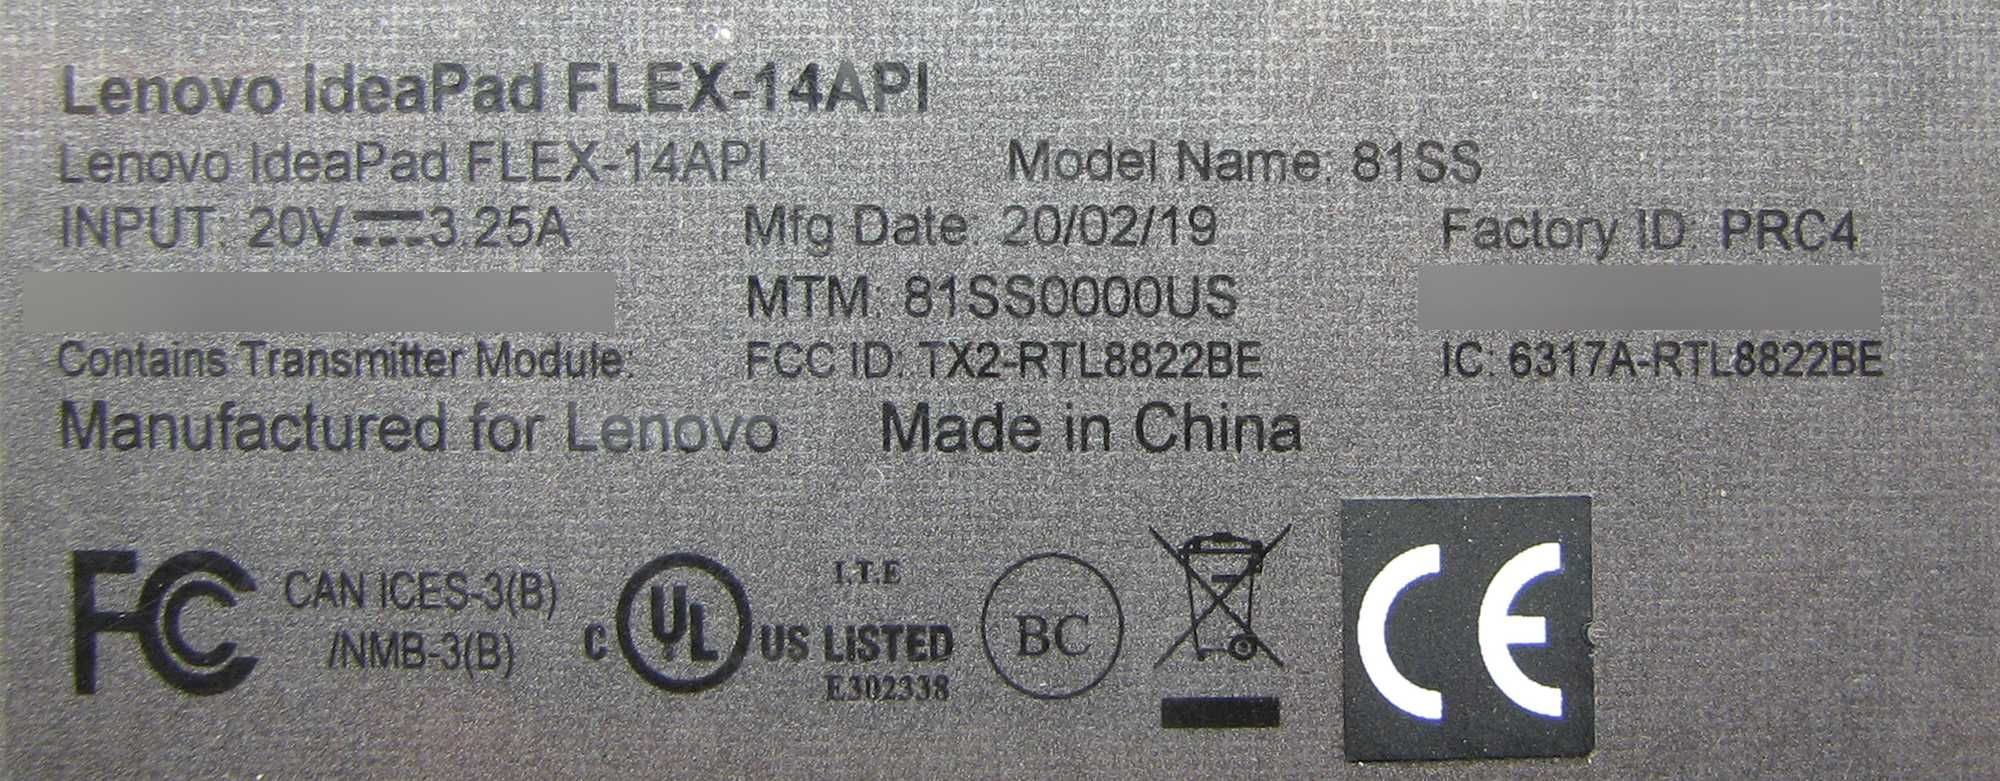 Lenovo ideaPad FLEX-14API
Lenovo IdeaPad FLEX-14API Model Name: 81SS
INPUT: 20V⎓3.25A Mfg Date: 20/02/19 Factory ID: PRC4
MTM: 81SS0000US
Contains Transmitter Module: FCC ID: TX2-RTL8822BE IC: 6317A-RTL8822BE
Manufactured for Lenovo Made in China
FC CAN ICES-3(B)
/NMB-3(B)
C UL US LISTED
I.T.E
E302338
BC
CE